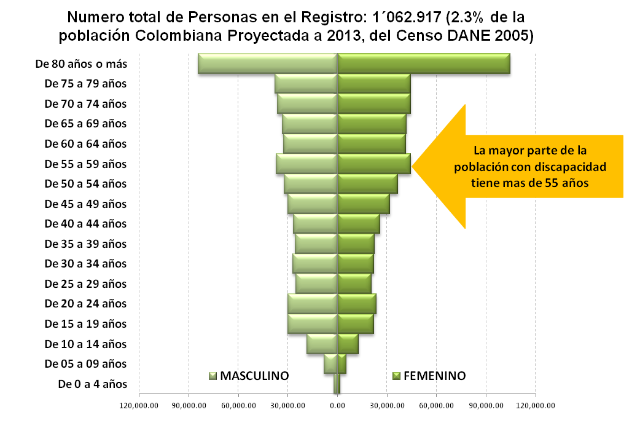 Numero total de Personas en el Registro: 1´062.917 (2.3% de la
población Colombiana Proyectada a 2013, del Censo DANE 2005)
De 80 años o más
De 75 a 79 años
De 70 a 74 años
De 65 a 69 años
De 60 a 64 años
De 55 a 59 años
De 50 a 54 años
De 45 a 49 años
De 40 a 44 años
De 35 a 39 años
De 30 a 34 años
De 25 a 29 años
De 20 a 24 años
De 15 a 19 años
De 10 a 14 años
De 05 a 09 años
De 0 a 4 años
La mayor parte de la
población con discapacidad
tiene mas de 55 años
MASCULINO FEMENINO
120,000.00 90,000.00 60,000.00 30,000.00 0.00 30,000.00 60,000.00 90,000.00 120,000.00